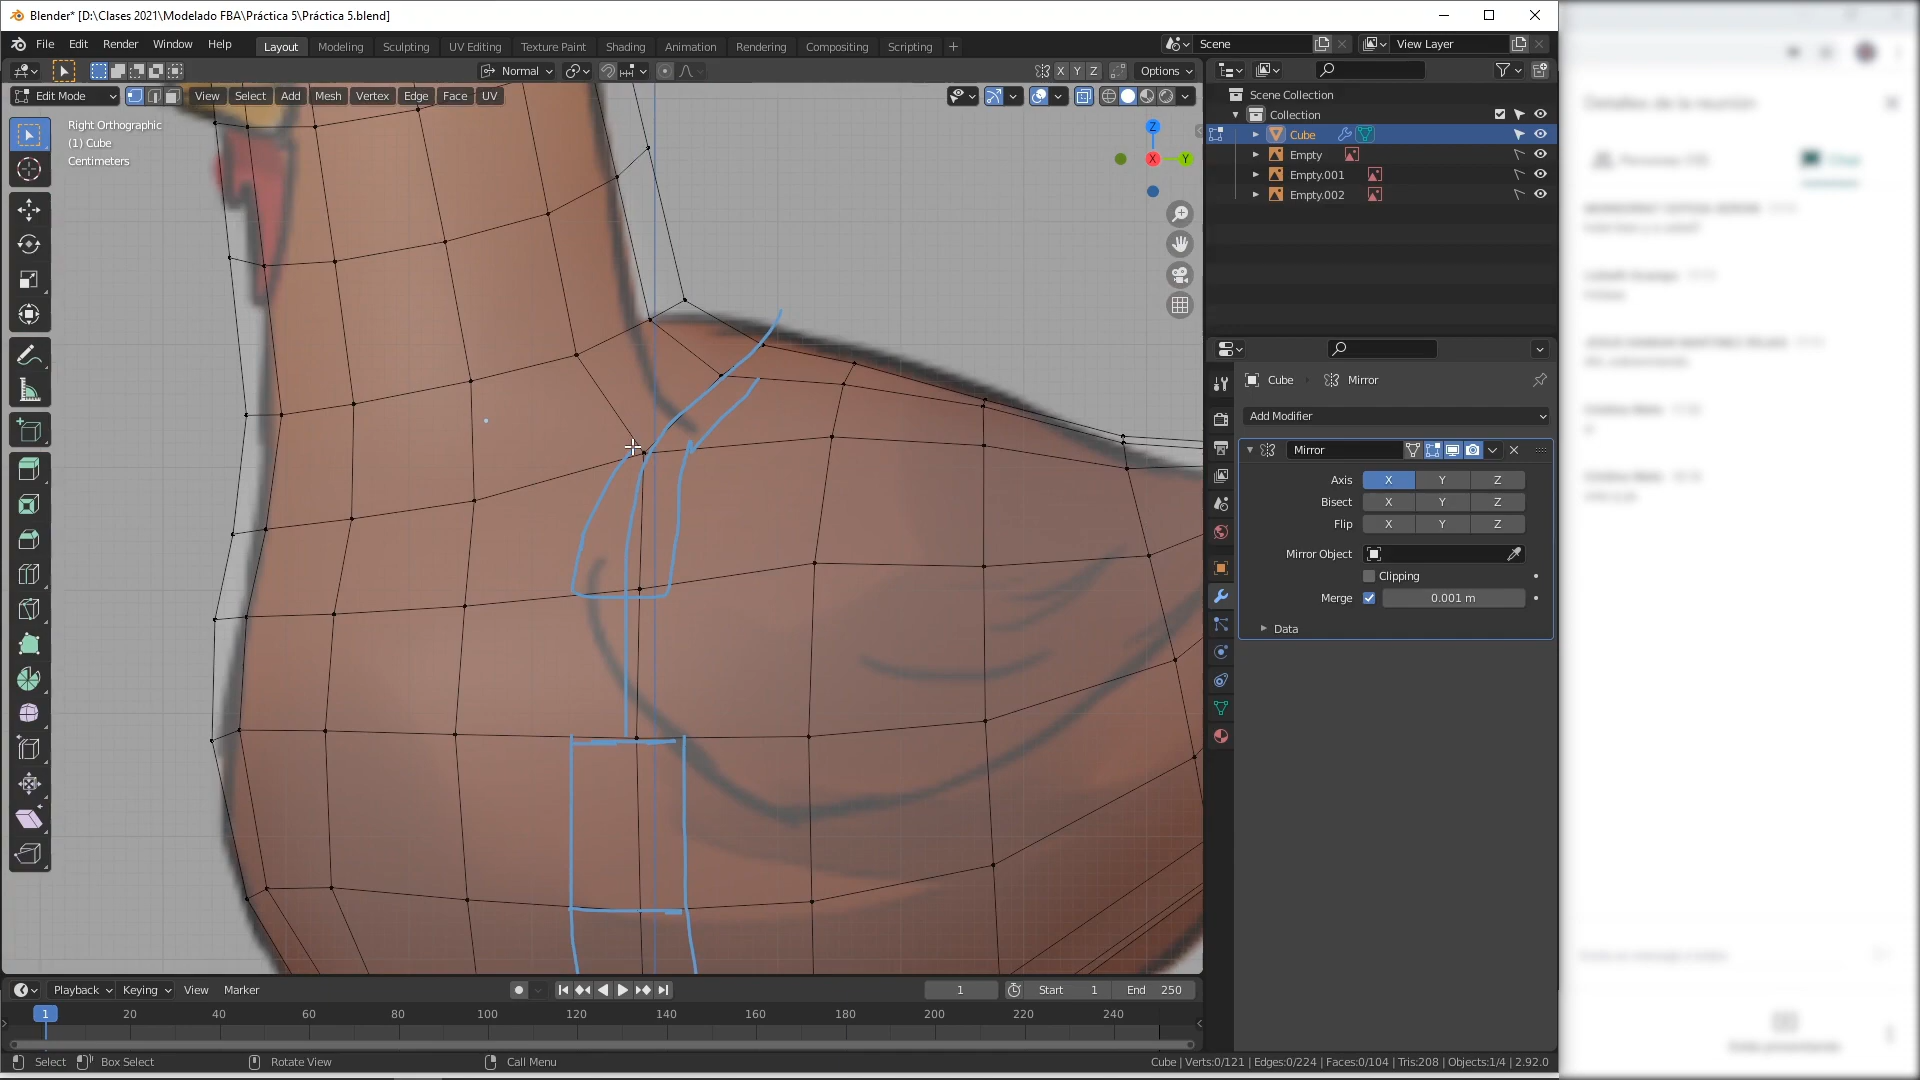 Blender* [D:\Clases 2021\Modelado FBA\Práctica 5\Práctica 5.blend]
File Edit Render Window Help Layout Modeling Sculpting UV Editing Texture Paint Shading Animation Rendering Compositing Scripting + Scene View Layer
Normal X Y Z Options
Edit Mode View Select Add Mesh Vertex Edge Face UV
Right Orthographic
(1) Cube
Centimeters
Z
X Y
Scene Collection
Collection
Cube
Empty
Empty.001
Empty.002
Cube Mirror
Add Modifier
Mirror
Axis X Y Z
Bisect X Y Z
Flip X Y Z
Mirror Object
Clipping
Merge 0.001 m
Data
Playback Keying View Marker 1 Start 1 End 250
1 20 40 60 80 100 120 140 160 180 200 220 240
Select Box Select Rotate View Call Menu Cube | Verts:0/121 | Edges:0/224 | Faces:0/104 | Tris:208 | Objects:1/4 | 2.92.0
Detalles de la reunión
Chat